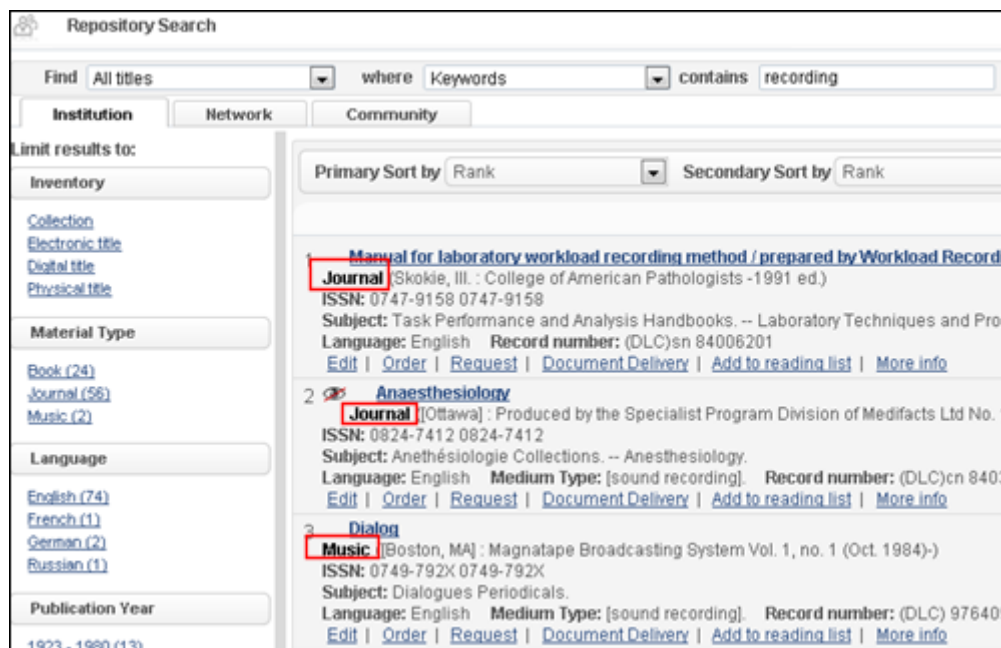 Repository Search
Find All titles where Keywords contains recording
Institution Network Community
Limit results to:
Inventory
Collection
Electronic title
Digital title
Physical title
Material Type
Book (24)
Journal (56)
Music (2)
Language
English (74)
French (1)
German (2)
Russian (1)
Publication Year
1923 - 1980 (13)
Primary Sort by Rank Secondary Sort by Rank
1 Manual for laboratory workload recording method / prepared by Workload Recordi
Journal (Skokie, Ill. : College of American Pathologists -1991 ed.)
ISSN: 0747-9158 0747-9158
Subject: Task Performance and Analysis Handbooks. -- Laboratory Techniques and Pro
Language: English Record number: (DLC)sn 84006201
Edit | Order | Request | Document Delivery | Add to reading list | More info
2 Anaesthesiology
Journal ([Ottawa] : Produced by the Specialist Program Division of Medifacts Ltd No.
ISSN: 0824-7412 0824-7412
Subject: Anethésiologie Collections. -- Anesthesiology.
Language: English Medium Type: [sound recording]. Record number: (DLC)cn 840
Edit | Order | Request | Document Delivery | Add to reading list | More info
3 Dialog
Music ([Boston, MA] : Magnatape Broadcasting System Vol. 1, no. 1 (Oct. 1984)-)
ISSN: 0749-792X 0749-792X
Subject: Dialogues Periodicals.
Language: English Medium Type: [sound recording]. Record number: (DLC) 97640
Edit | Order | Request | Document Delivery | Add to reading list | More info